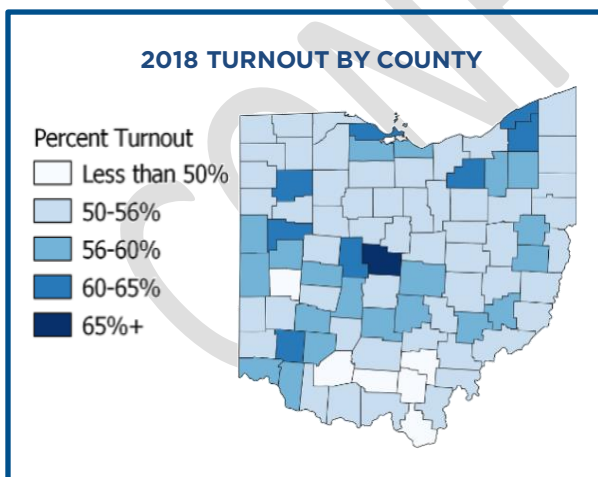 2018 TURNOUT BY COUNTY
Percent Turnout
Less than 50%
50-56%
56-60%
60-65%
65%+